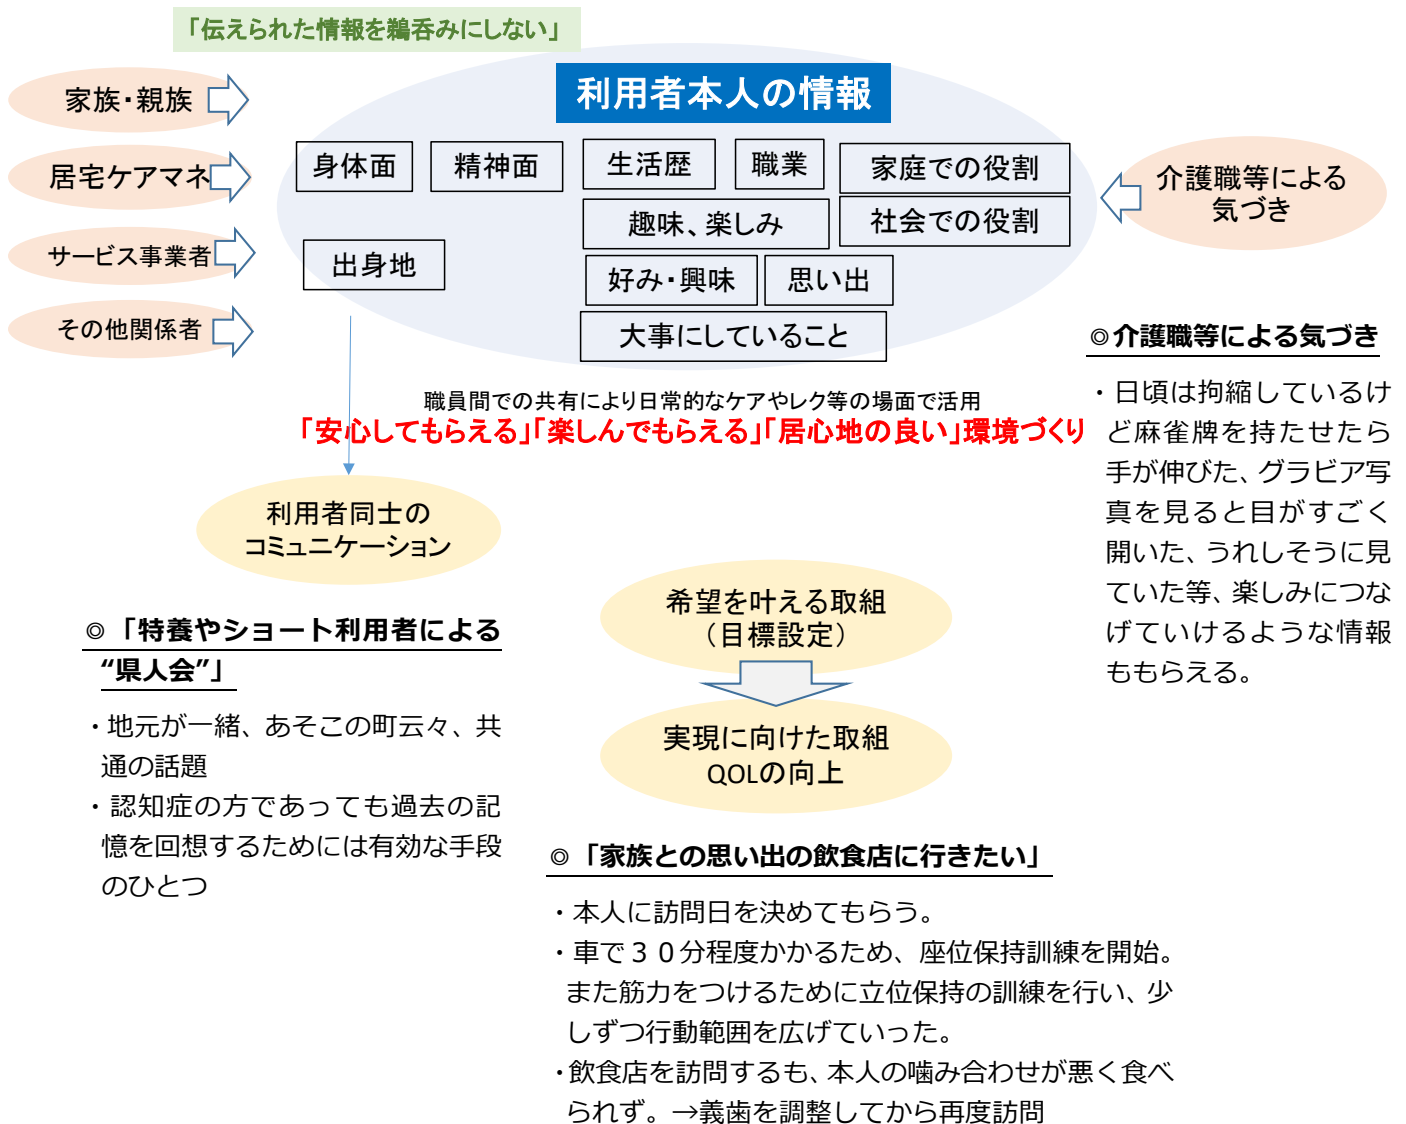 「伝えられた情報を鵜呑みにしない」
利用者本人の情報
家族・親族
居宅ケアマネ
サービス事業者
その他関係者
身体面
精神面
生活歴
職業
家庭での役割
趣味、楽しみ
社会での役割
出身地
好み・興味
思い出
大事にしていること
介護職等による
気づき
職員間での共有により日常的なケアやレク等の場面で活用
「安心してもらえる」「楽しんでもらえる」「居心地の良い」環境づくり
利用者同士の
コミュニケーション
◎「特養やショート利用者による
“県人会”」
・地元が一緒、あそこの町云々、共
通の話題
・認知症の方であっても過去の記
憶を回想するためには有効な手段
のひとつ
希望を叶える取組
（目標設定）
実現に向けた取組
QOLの向上
◎「家族との思い出の飲食店に行きたい」
・本人に訪問日を決めてもらう。
・車で３０分程度かかるため、座位保持訓練を開始。
また筋力をつけるために立位保持の訓練を行い、少
しずつ行動範囲を広げていった。
・飲食店を訪問するも、本人の噛み合わせが悪く食べ
られず。→義歯を調整してから再度訪問
◎介護職等による気づき
・日頃は拘縮しているけ
ど麻雀牌を持たせたら
手が伸びた、グラビア写
真を見ると目がすごく
開いた、うれしそうに見
ていた等、楽しみにつな
げていけるような情報
ももらえる。